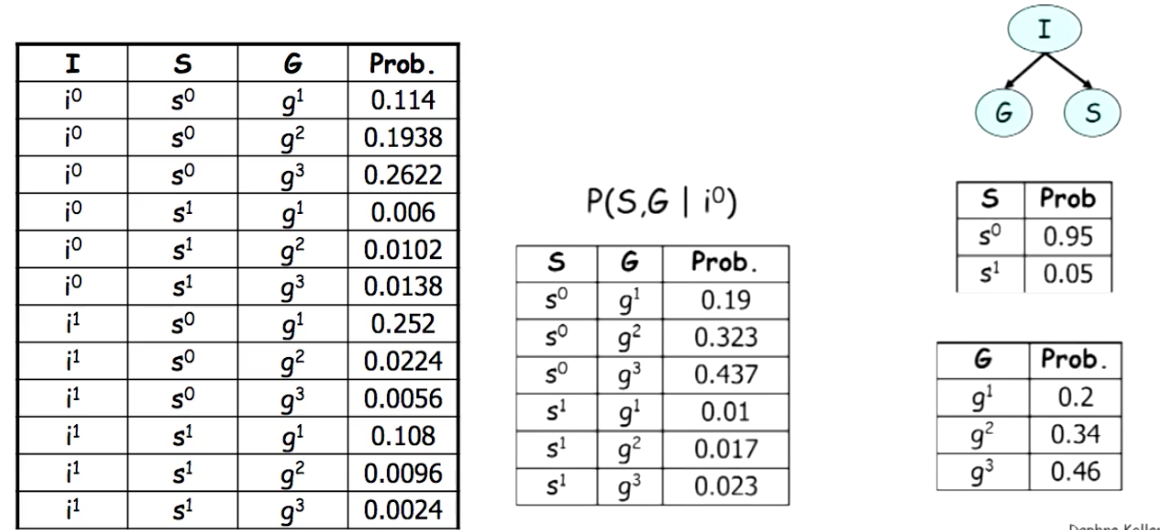 I S G Prob.
i⁰ s⁰ g¹ 0.114
i⁰ s⁰ g² 0.1938
i⁰ s⁰ g³ 0.2622
i⁰ s¹ g¹ 0.006
i⁰ s¹ g² 0.0102
i⁰ s¹ g³ 0.0138
i¹ s⁰ g¹ 0.252
i¹ s⁰ g² 0.0224
i¹ s⁰ g³ 0.0056
i¹ s¹ g¹ 0.108
i¹ s¹ g² 0.0096
i¹ s¹ g³ 0.0024
P(S,G | i⁰)
S G Prob.
s⁰ g¹ 0.19
s⁰ g² 0.323
s⁰ g³ 0.437
s¹ g¹ 0.01
s¹ g² 0.017
s¹ g³ 0.023
I
G S
S Prob
s⁰ 0.95
s¹ 0.05
G Prob.
g¹ 0.2
g² 0.34
g³ 0.46